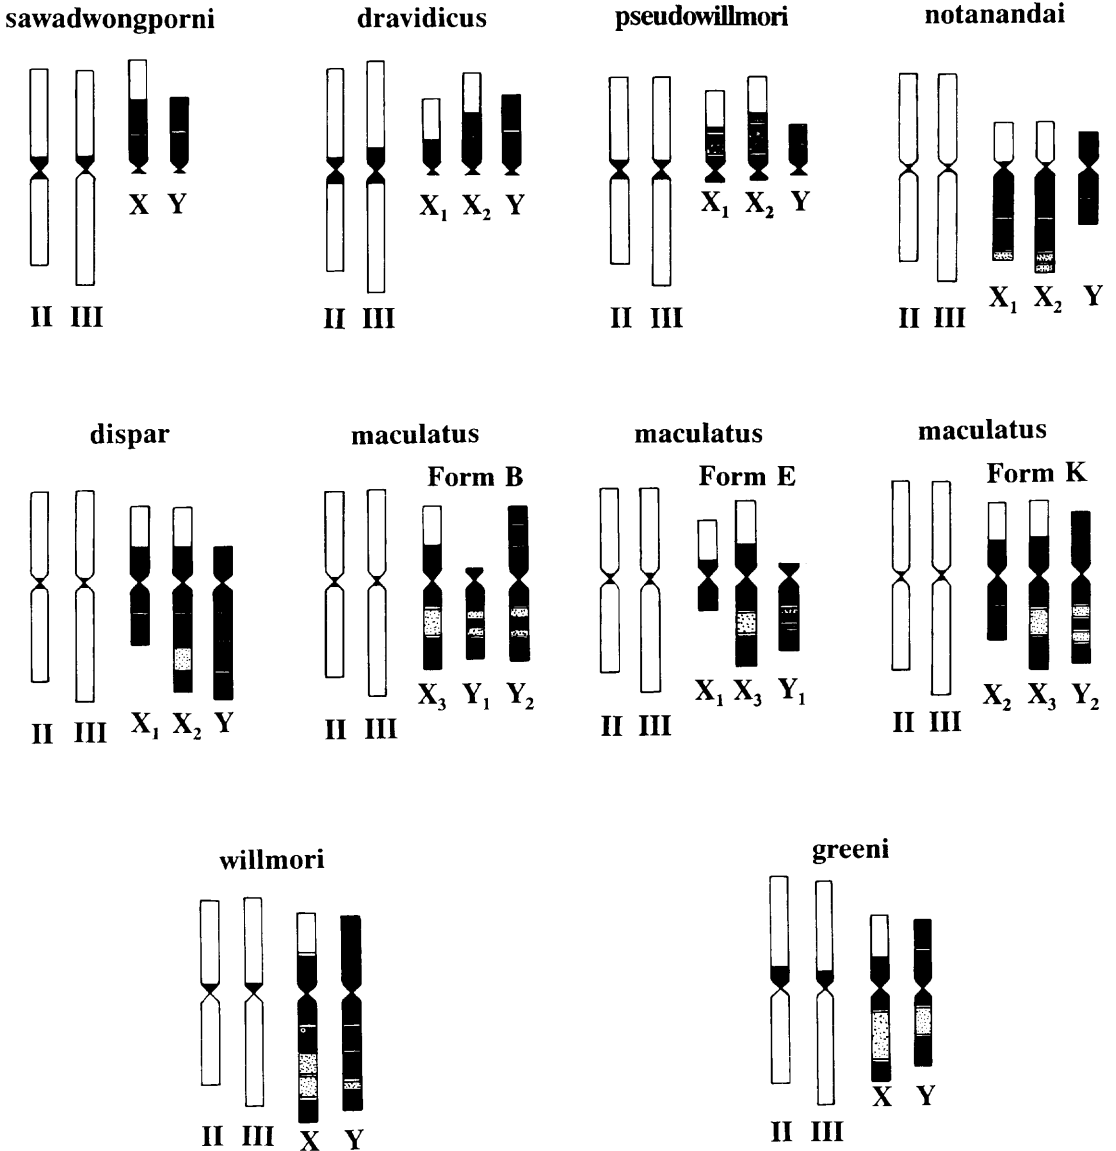 sawadwongporni
X Y
II III
dravidicus
X₁ X₂ Y
II III
pseudowillmori
X₁ X₂ Y
II III
notanandai
X₁ X₂ Y
II III
dispar
X₁ X₂ Y
II III
maculatus
Form B
X₃ Y₁ Y₂
II III
maculatus
Form E
X₁ X₃ Y₁
II III
maculatus
Form K
X₂ X₃ Y₂
II III
willmori
II III X Y
greeni
X Y
II III